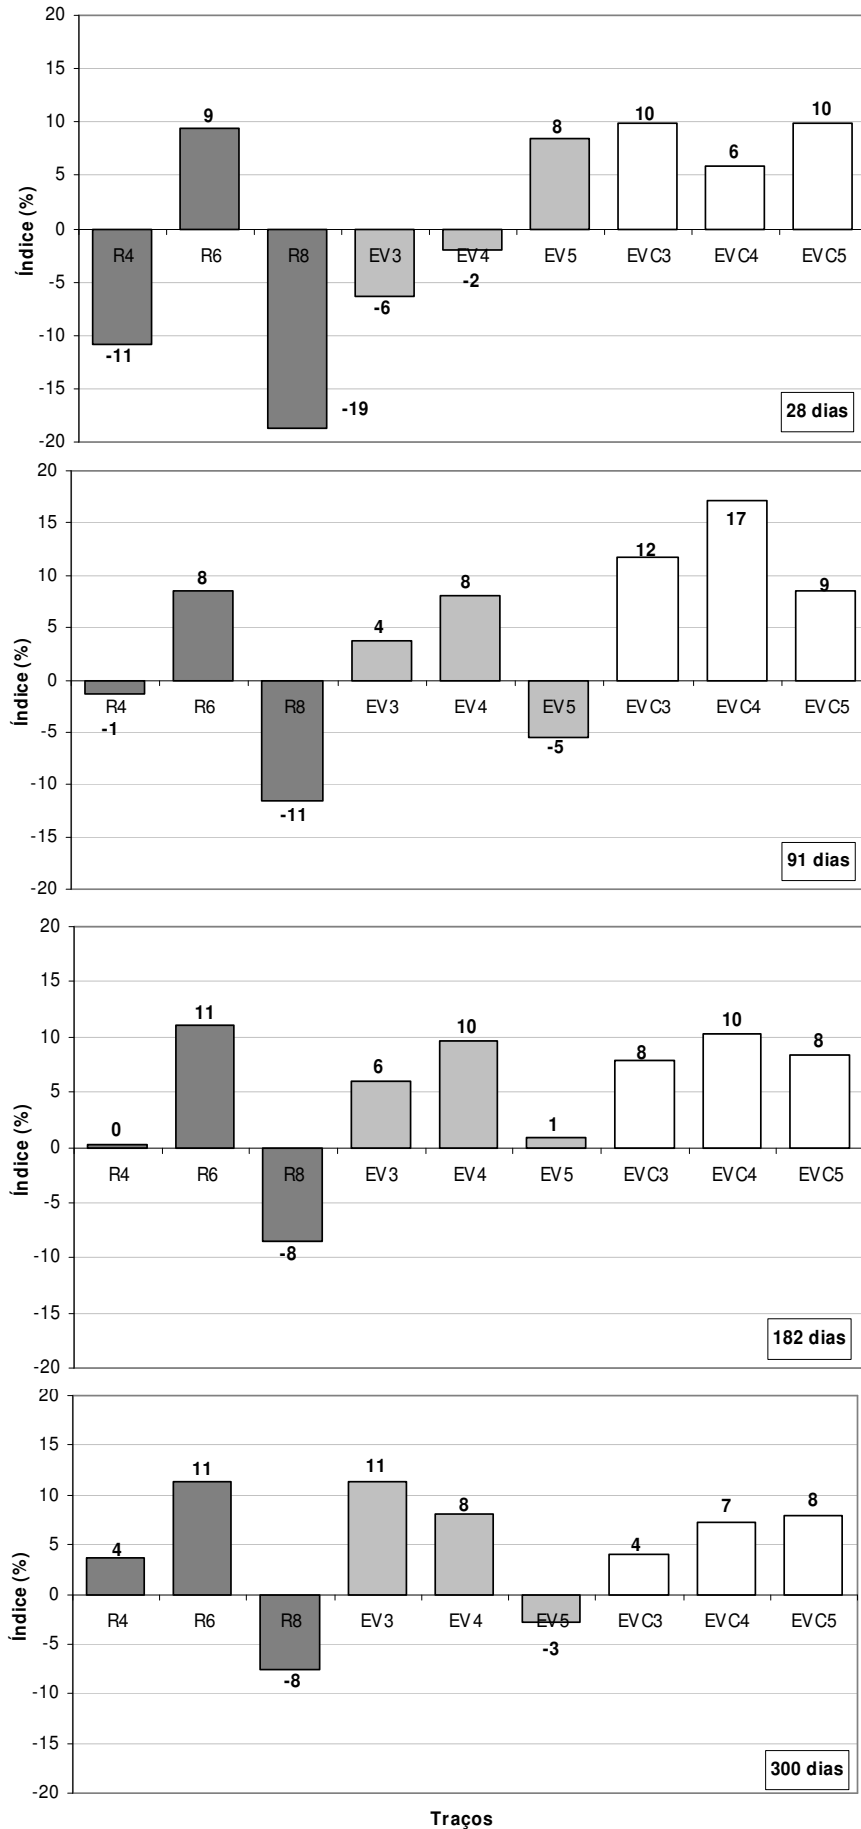 20
15
10
5
0
-5
-10
-15
-20
Índice (%)
9 8 10 6 10
R4 R6 R8 EV3 EV4 EV5 EVC3 EVC4 EVC5
-11 -19 -6 -2
28 dias
20
15
10
5
0
-5
-10
-15
-20
Índice (%)
8 4 8 12 17 9
R4 R6 R8 EV3 EV4 EV5 EVC3 EVC4 EVC5
-1 -11 -5
91 dias
20
15
10
5
0
-5
-10
-15
-20
Índice (%)
0 11 6 10 1 8 10 8
R4 R6 R8 EV3 EV4 EV5 EVC3 EVC4 EVC5
-8
182 dias
20
15
10
5
0
-5
-10
-15
-20
Índice (%)
4 11 11 8 4 7 8
R4 R6 R8 EV3 EV4 EV5 EVC3 EVC4 EVC5
-8 -3
300 dias
Traços